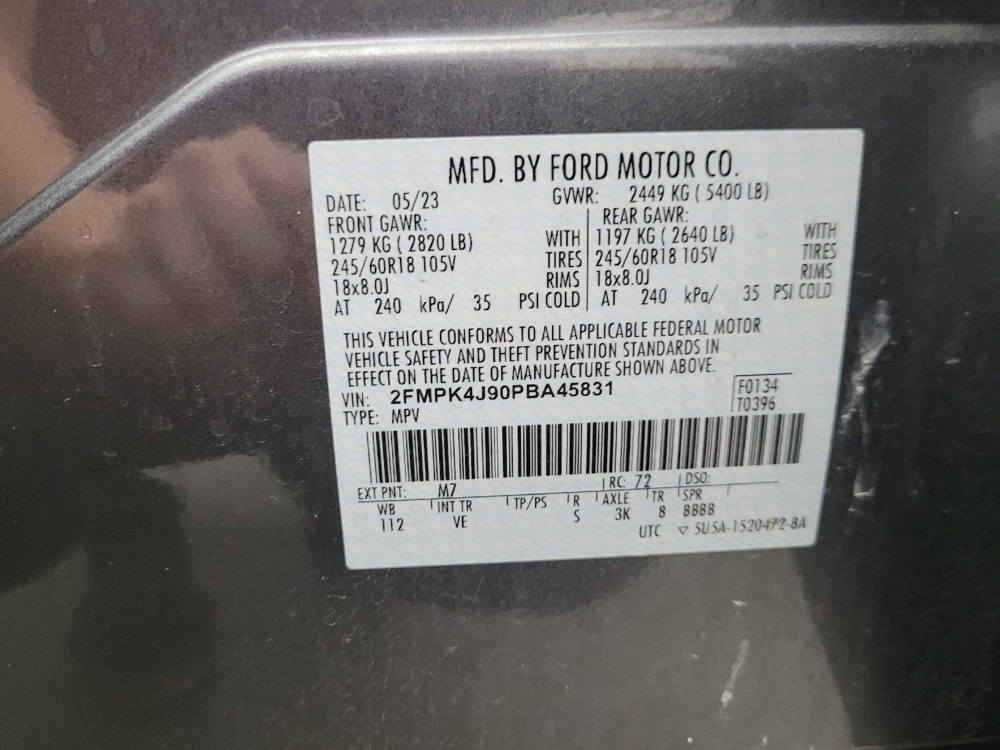 MFD. BY FORD MOTOR CO.
DATE: 05/23 GVWR: 2449 KG ( 5400 LB)
FRONT GAWR: REAR GAWR:
1279 KG ( 2820 LB) WITH 1197 KG ( 2640 LB) WITH
245/60R18 105V TIRES 245/60R18 105V TIRES
18x8.0J RIMS 18x8.0J RIMS
AT 240 kPa/ 35 PSI COLD AT 240 kPa/ 35 PSI COLD
THIS VEHICLE CONFORMS TO ALL APPLICABLE FEDERAL MOTOR
VEHICLE SAFETY AND THEFT PREVENTION STANDARDS IN
EFFECT ON THE DATE OF MANUFACTURE SHOWN ABOVE.
VIN: 2FMPK4J90PBA45831 F0134
TYPE: MPV T0396
EXT PNT: M7 RC: 72 DSO:
WB INT TR TP/PS R AXLE TR SPR
112 VE S 3K 8 BBBB
UTC ▽ 5U5A-1520472-BA